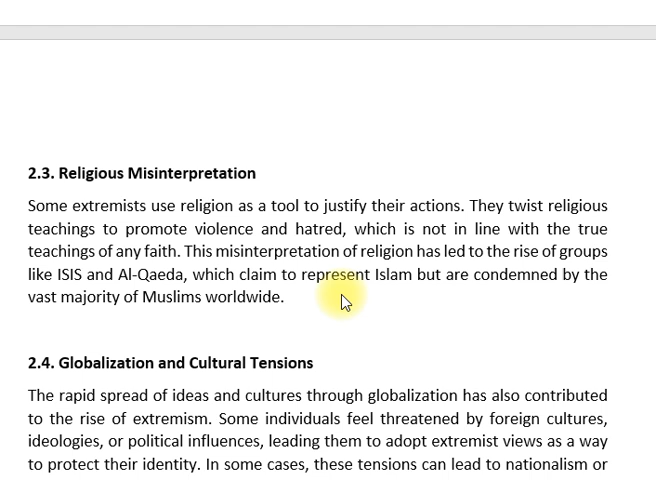 2.3. Religious Misinterpretation
Some extremists use religion as a tool to justify their actions. They twist religious
teachings to promote violence and hatred, which is not in line with the true
teachings of any faith. This misinterpretation of religion has led to the rise of groups
like ISIS and Al-Qaeda, which claim to represent Islam but are condemned by the
vast majority of Muslims worldwide.
2.4. Globalization and Cultural Tensions
The rapid spread of ideas and cultures through globalization has also contributed
to the rise of extremism. Some individuals feel threatened by foreign cultures,
ideologies, or political influences, leading them to adopt extremist views as a way
to protect their identity. In some cases, these tensions can lead to nationalism or